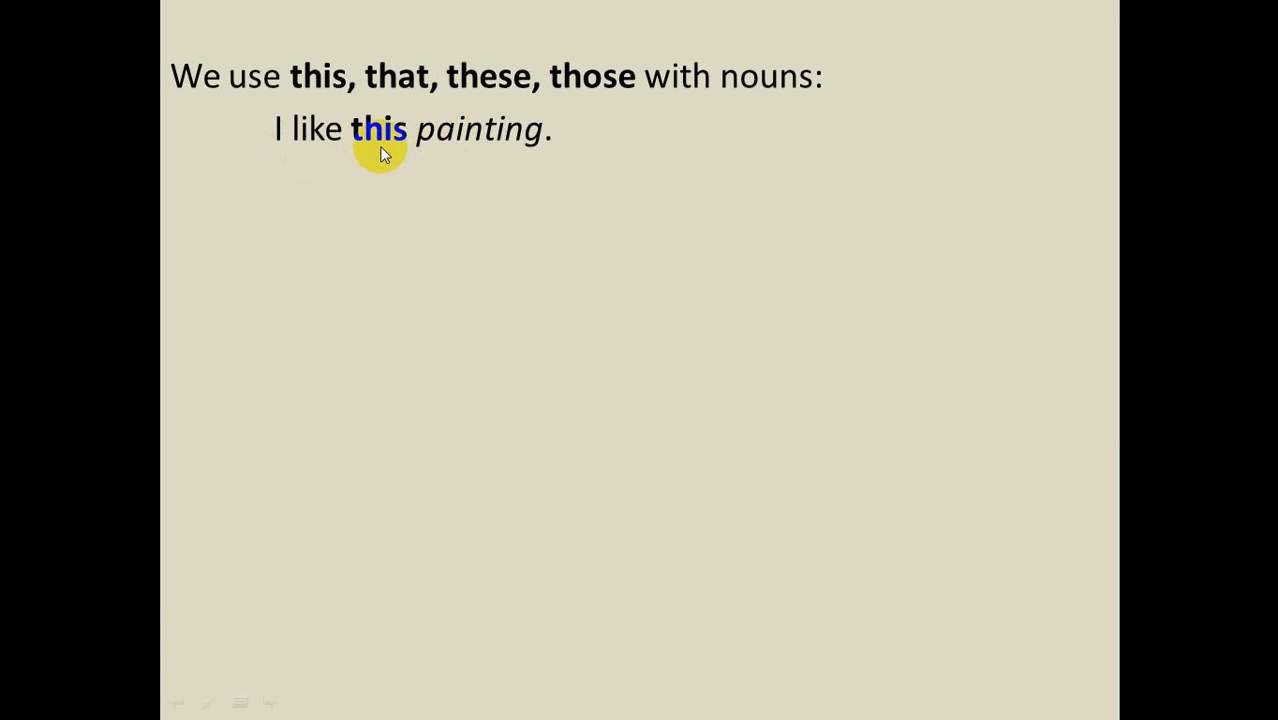 We use this, that, these, those with nouns:
I like this painting.